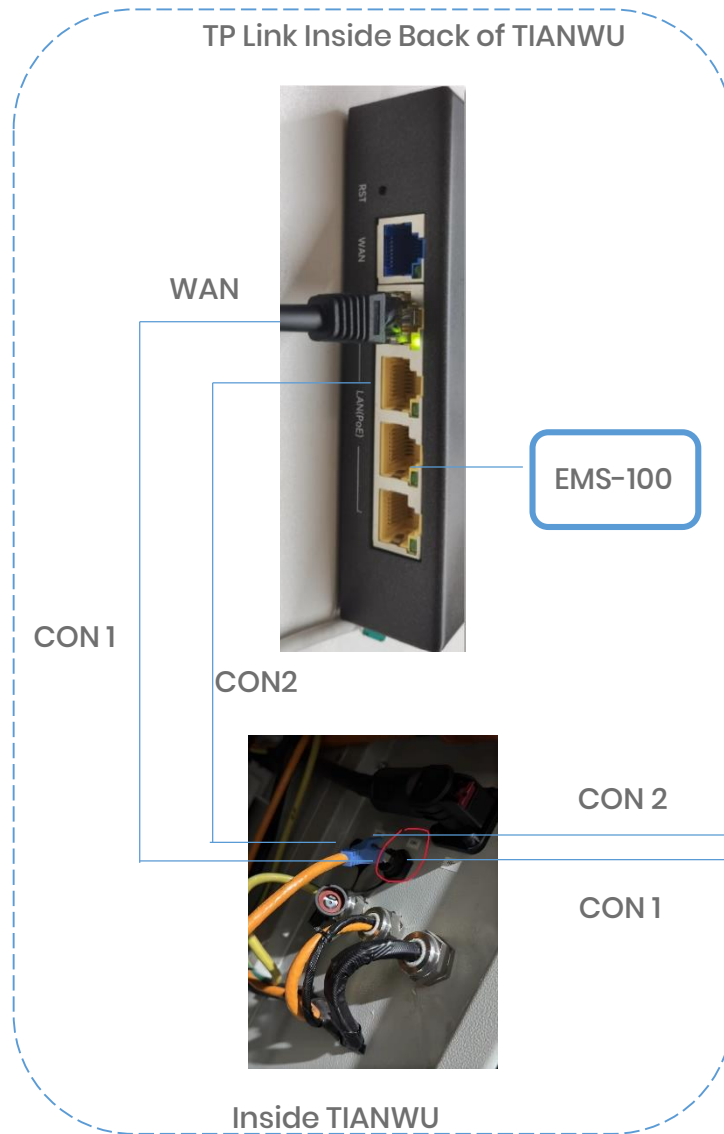 TP Link Inside Back of TIANWU
RST
WAN
WAN
LAN(PoE)
EMS-100
CON 1
CON2
CON 2
CON 1
Inside TIANWU